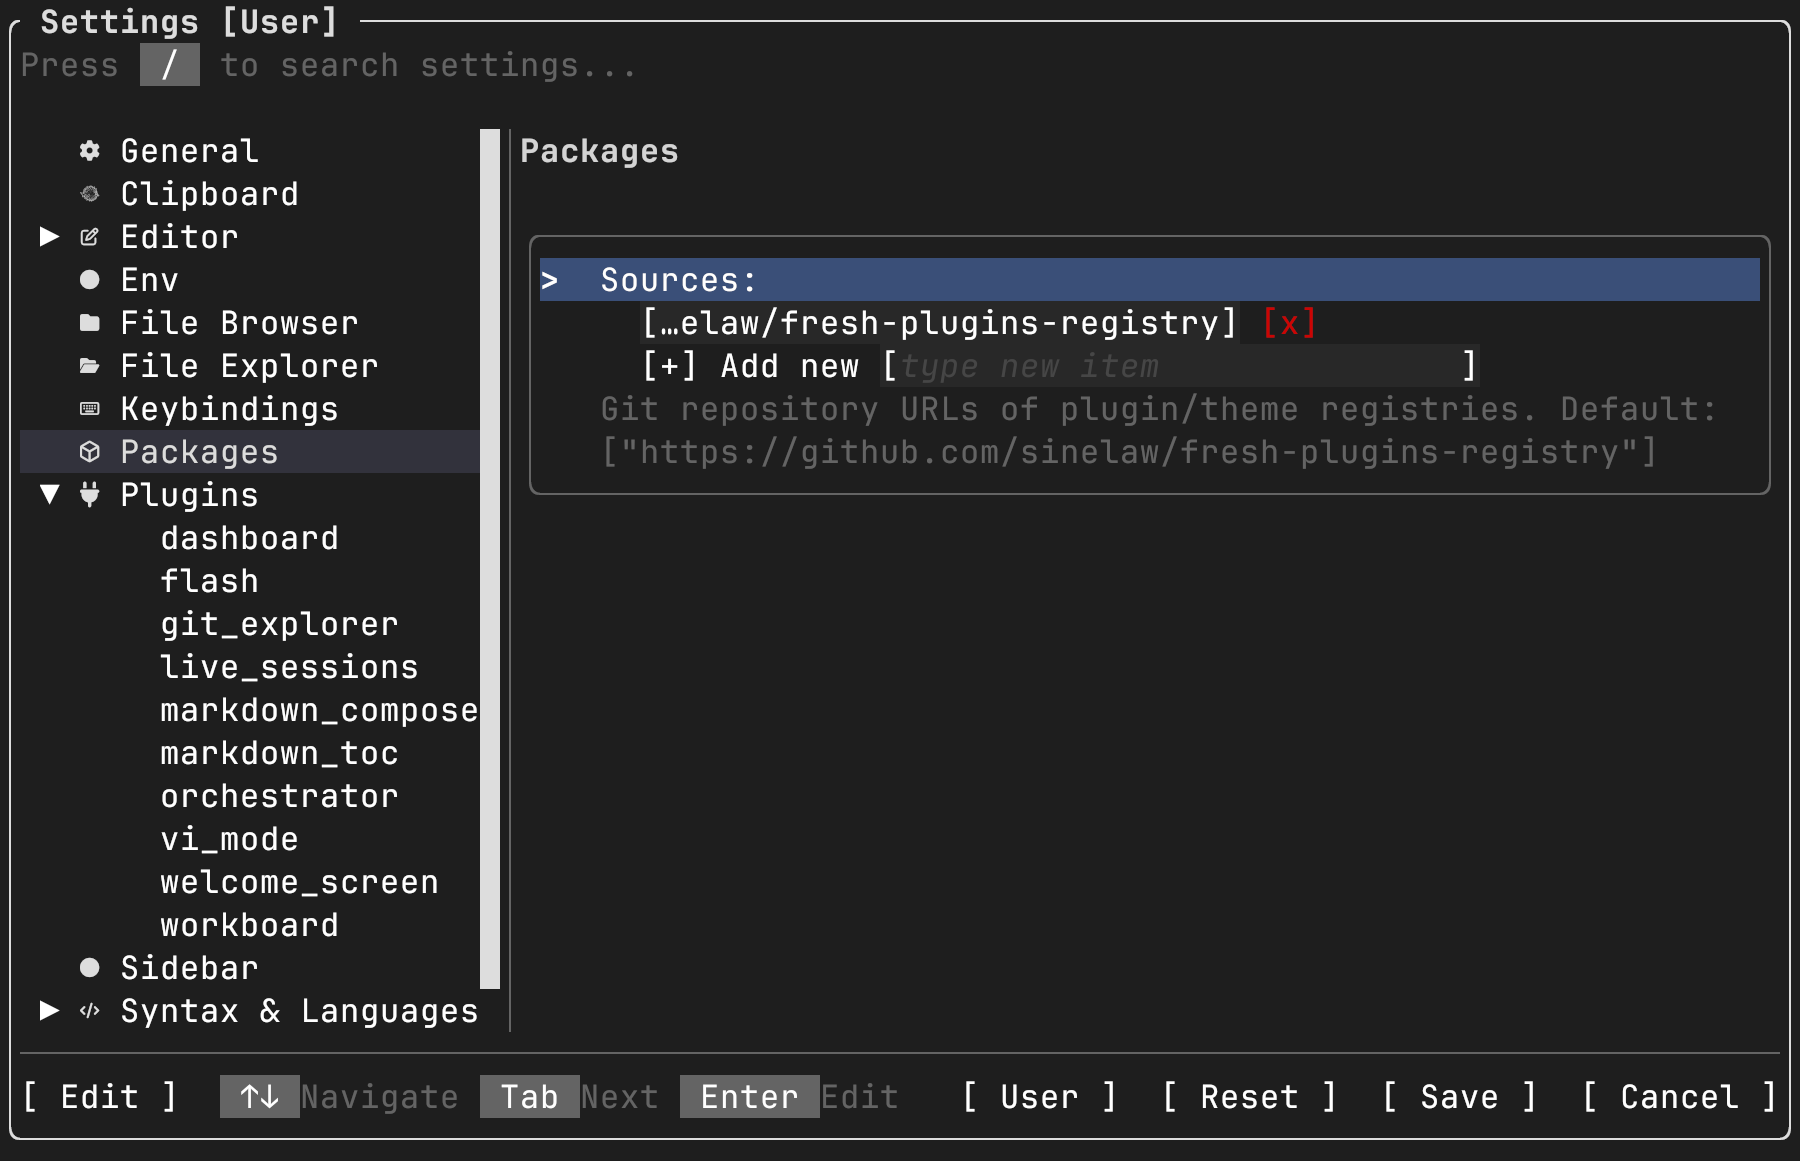 Settings [User]
Press / to search settings...
General
Clipboard
Editor
Env
File Browser
File Explorer
Keybindings
Packages
Plugins
dashboard
flash
git_explorer
live_sessions
markdown_compose
markdown_toc
orchestrator
vi_mode
welcome_screen
workboard
Sidebar
Syntax & Languages
Packages
> Sources:
[…elaw/fresh-plugins-registry] [x]
[+] Add new [type new item ]
Git repository URLs of plugin/theme registries. Default:
["https://github.com/sinelaw/fresh-plugins-registry"]
[ Edit ] ↑↓ Navigate Tab Next Enter Edit [ User ] [ Reset ] [ Save ] [ Cancel ]